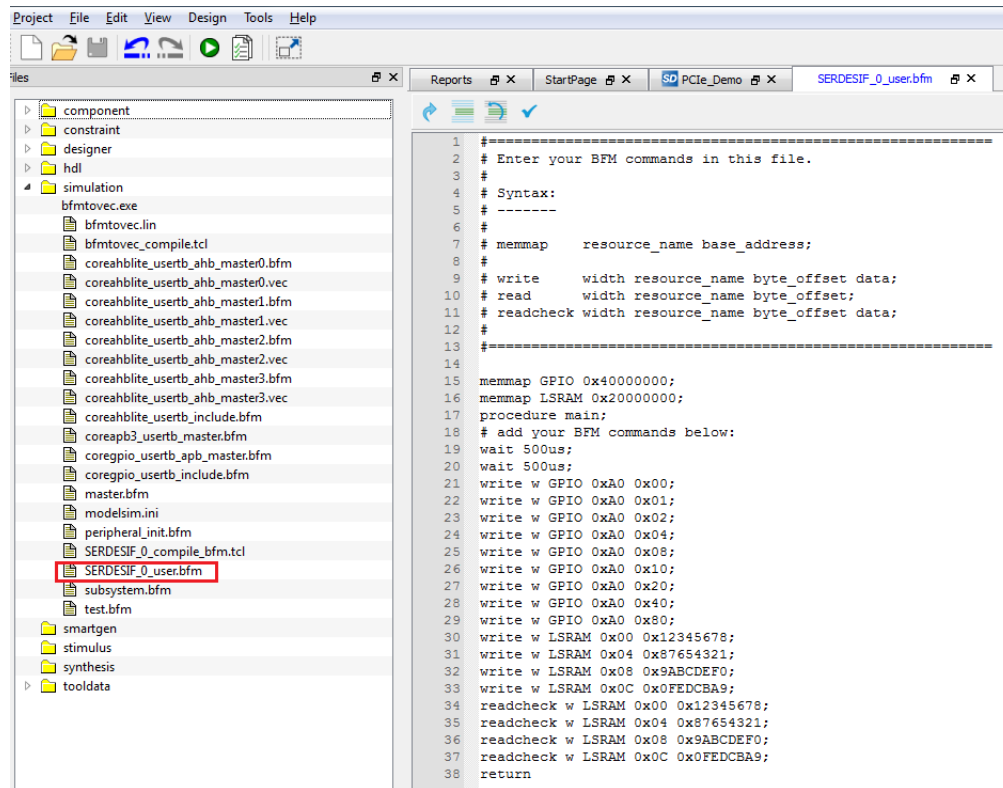 Project File Edit View Design Tools Help
Files
Reports StartPage SD PCIe_Demo SERDESIF_0_user.bfm
component
constraint
designer
hdl
simulation
bfmtovec.exe
bfmtovec.lin
bfmtovec_compile.tcl
coreahblite_usertb_ahb_master0.bfm
coreahblite_usertb_ahb_master0.vec
coreahblite_usertb_ahb_master1.bfm
coreahblite_usertb_ahb_master1.vec
coreahblite_usertb_ahb_master2.bfm
coreahblite_usertb_ahb_master2.vec
coreahblite_usertb_ahb_master3.bfm
coreahblite_usertb_ahb_master3.vec
coreahblite_usertb_include.bfm
coreapb3_usertb_master.bfm
coregpio_usertb_apb_master.bfm
coregpio_usertb_include.bfm
master.bfm
modelsim.ini
peripheral_init.bfm
SERDESIF_0_compile_bfm.tcl
SERDESIF_0_user.bfm
subsystem.bfm
test.bfm
smartgen
stimulus
synthesis
tooldata
1 #===========================================================
2 # Enter your BFM commands in this file.
3 #
4 # Syntax:
5 # -------
6 #
7 # memmap resource_name base_address;
8 #
9 # write width resource_name byte_offset data;
10 # read width resource_name byte_offset;
11 # readcheck width resource_name byte_offset data;
12 #
13 #===========================================================
14
15 memmap GPIO 0x40000000;
16 memmap LSRAM 0x20000000;
17 procedure main;
18 # add your BFM commands below:
19 wait 500us;
20 wait 500us;
21 write w GPIO 0xA0 0x00;
22 write w GPIO 0xA0 0x01;
23 write w GPIO 0xA0 0x02;
24 write w GPIO 0xA0 0x04;
25 write w GPIO 0xA0 0x08;
26 write w GPIO 0xA0 0x10;
27 write w GPIO 0xA0 0x20;
28 write w GPIO 0xA0 0x40;
29 write w GPIO 0xA0 0x80;
30 write w LSRAM 0x00 0x12345678;
31 write w LSRAM 0x04 0x87654321;
32 write w LSRAM 0x08 0x9ABCDEF0;
33 write w LSRAM 0x0C 0x0FEDCBA9;
34 readcheck w LSRAM 0x00 0x12345678;
35 readcheck w LSRAM 0x04 0x87654321;
36 readcheck w LSRAM 0x08 0x9ABCDEF0;
37 readcheck w LSRAM 0x0C 0x0FEDCBA9;
38 return